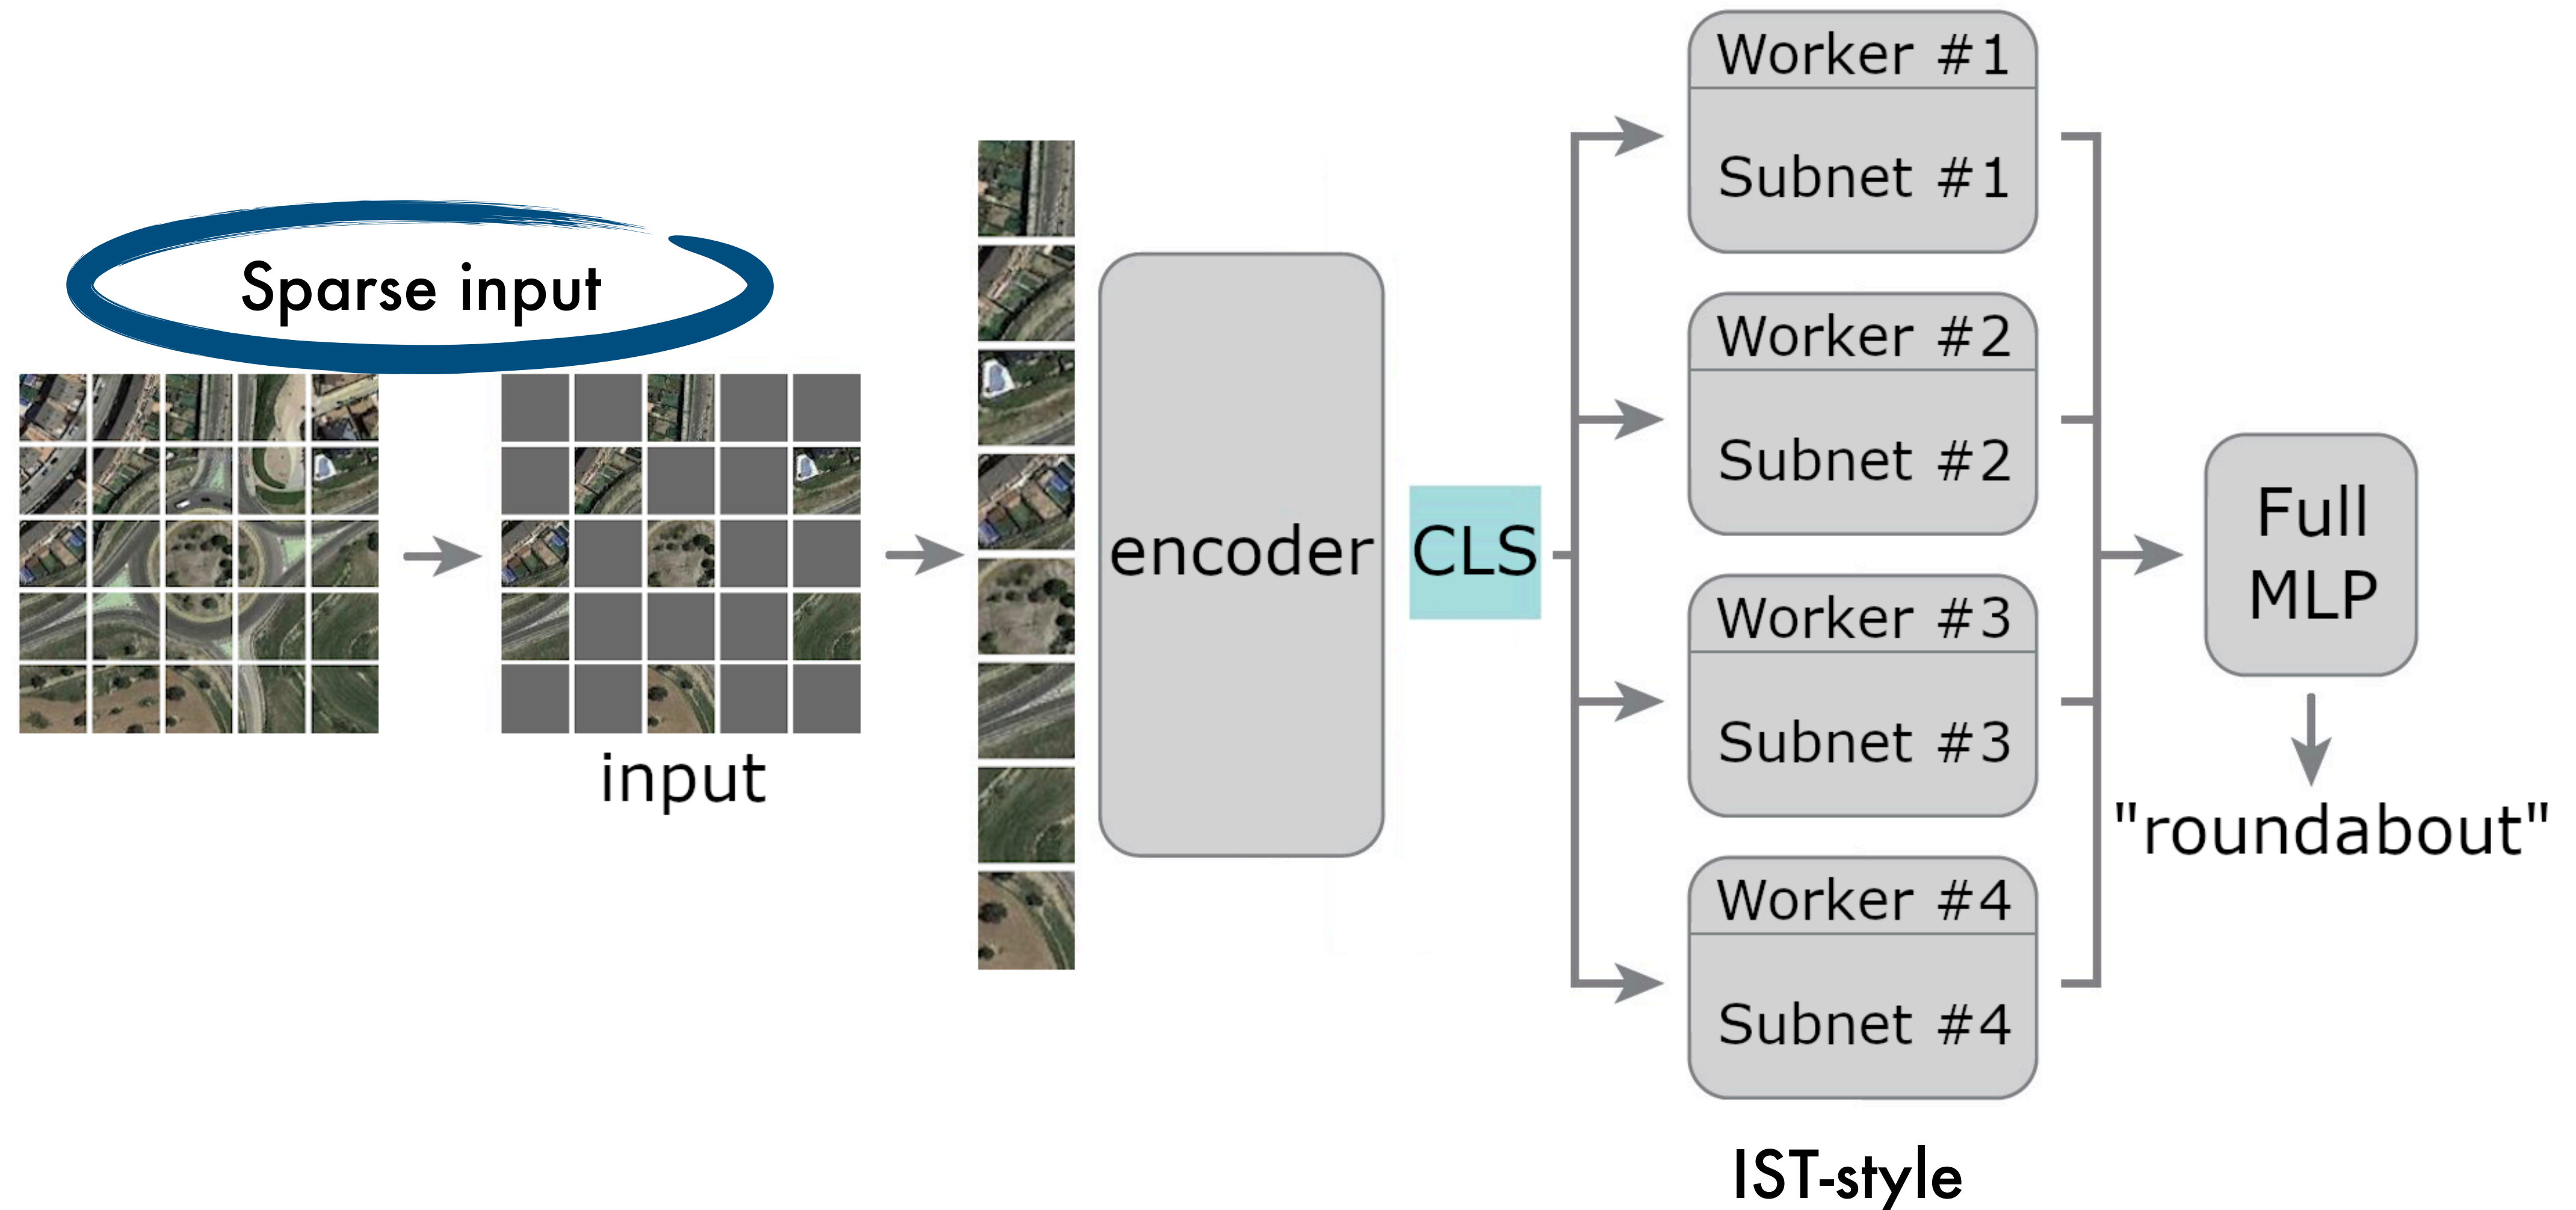 Sparse input
input
encoder
CLS
Worker #1
Subnet #1
Worker #2
Subnet #2
Worker #3
Subnet #3
Worker #4
Subnet #4
IST-style
Full
MLP
"roundabout"